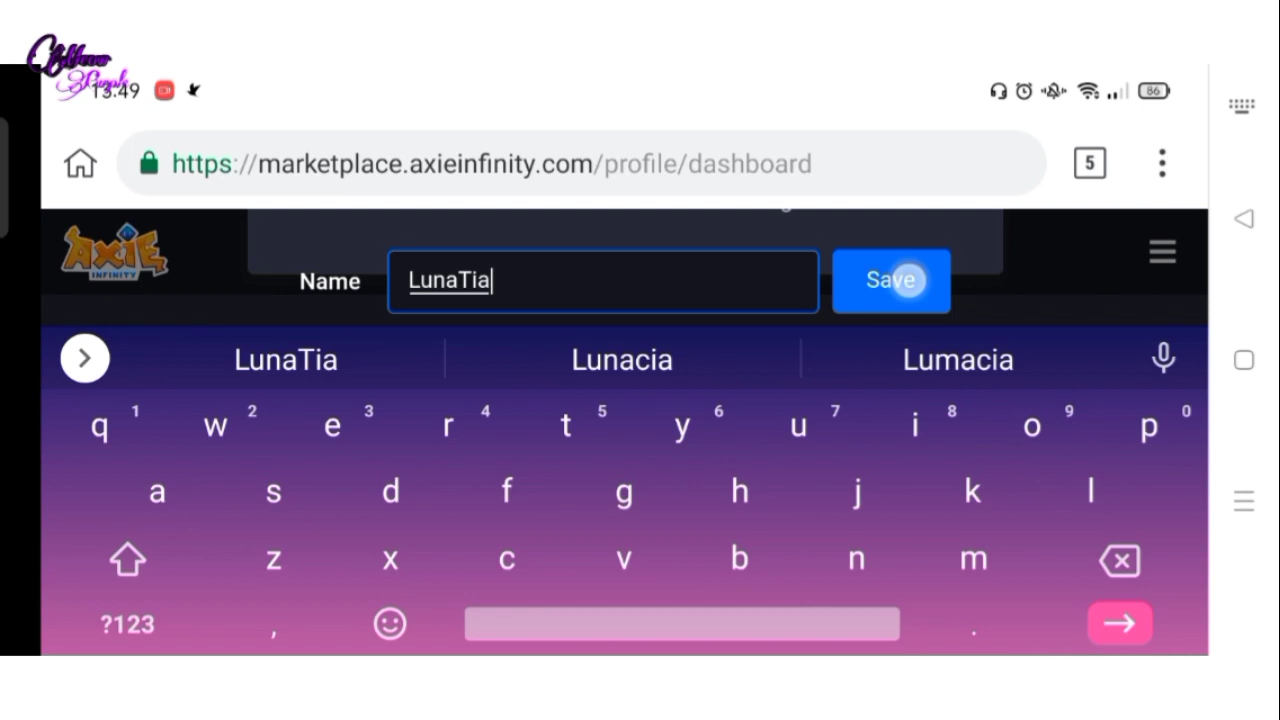 13.49
86
https://marketplace.axieinfinity.com/profile/dashboard
5
AXIE
INFINITY
Name
LunaTia
Save
LunaTia Lunacia Lumacia
q 1 w 2 e 3 r 4 t 5 y 6 u 7 i 8 o 9 p 0
a s d f g h j k l
z x c v b n m
?123 , .